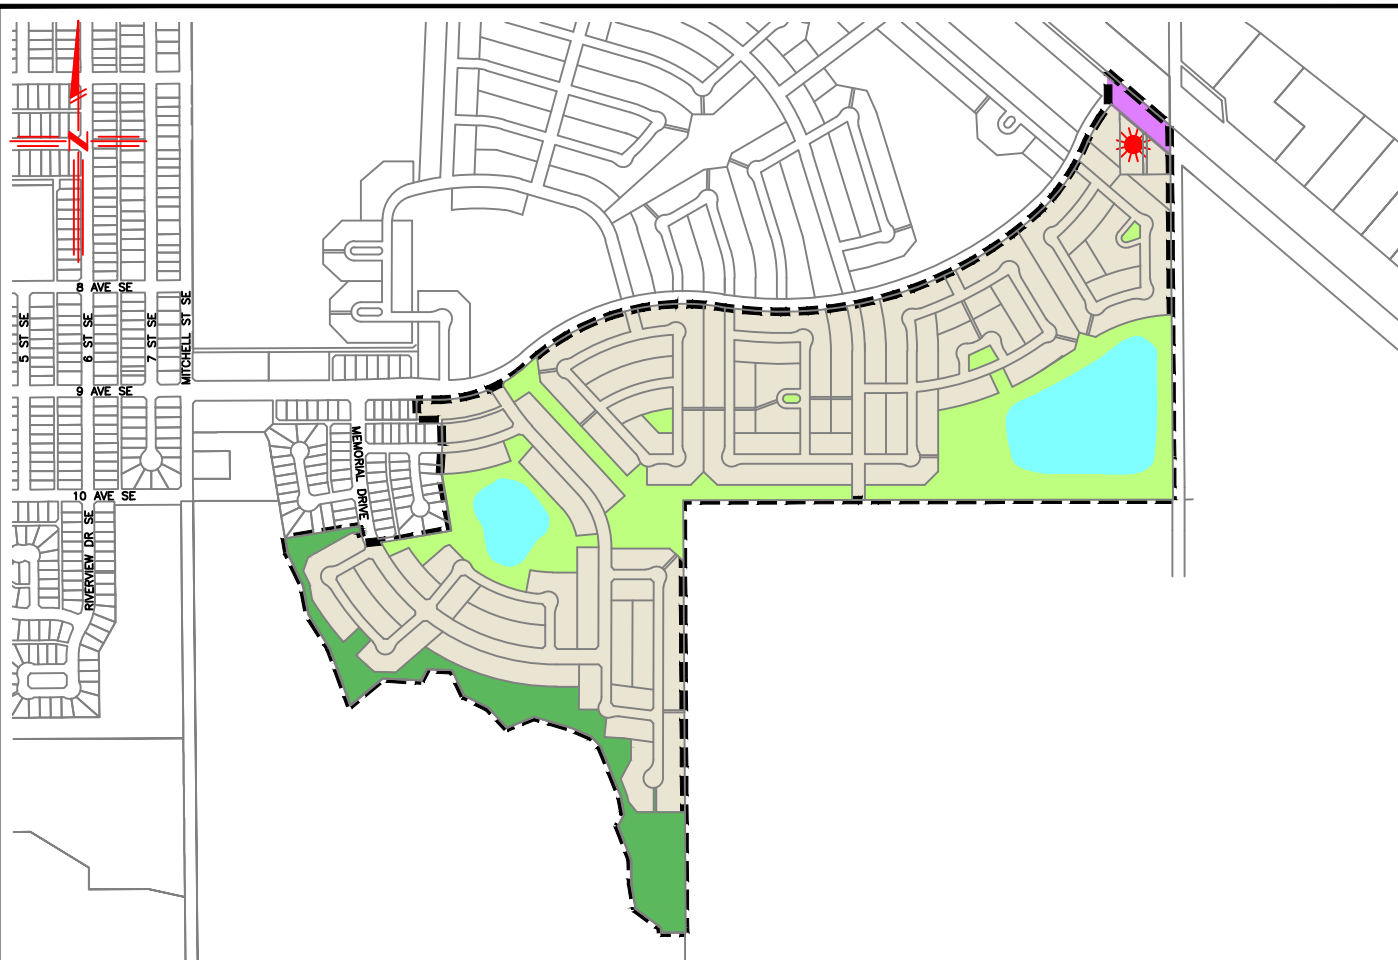 N
8 AVE SE
5 ST SE
6 ST SE
7 ST SE
MITCHELL ST SE
9 AVE SE
MEMORIAL DRIVE
10 AVE SE
RIVERVIEW DR SE